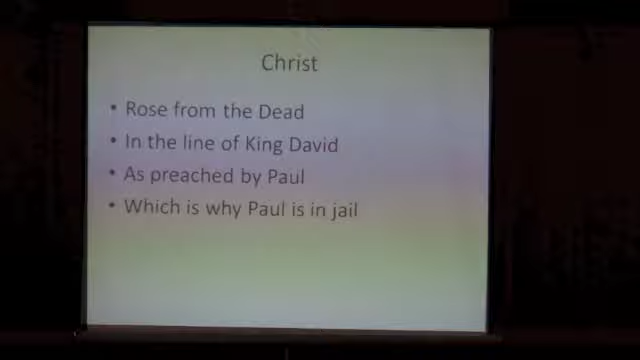 Christ
• Rose from the Dead
• In the line of King David
• As preached by Paul
• Which is why Paul is in jail